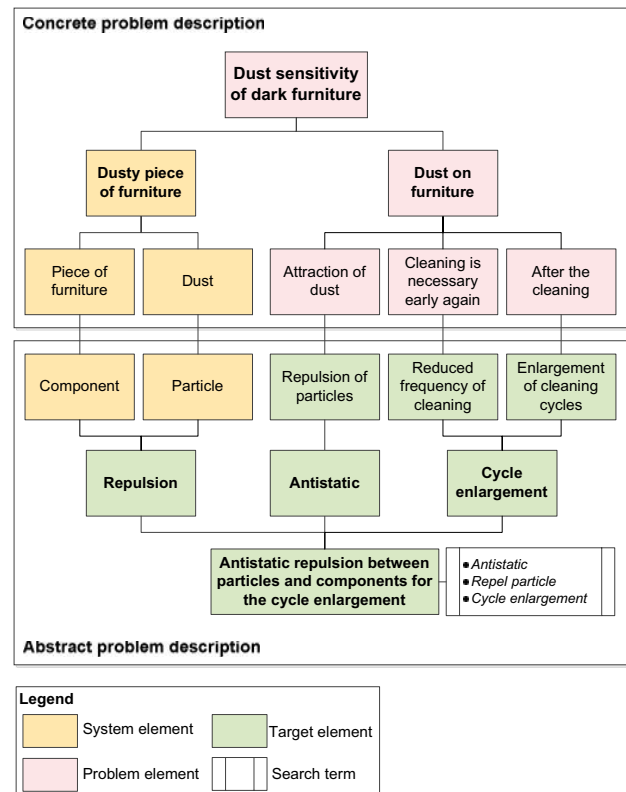 Concrete problem description
Dust sensitivity
of dark furniture
Dusty piece
of furniture
Dust on
furniture
Piece of
furniture
Dust
Attraction of
dust
Cleaning is
necessary
early again
After the
cleaning
Component
Particle
Repulsion of
particles
Reduced
frequency of
cleaning
Enlargement
of cleaning
cycles
Repulsion
Antistatic
Cycle
enlargement
Antistatic repulsion between
particles and components for
the cycle enlargement
•Antistatic
•Repel particle
•Cycle enlargement
Abstract problem description
Legend
System element
Target element
Problem element
Search term